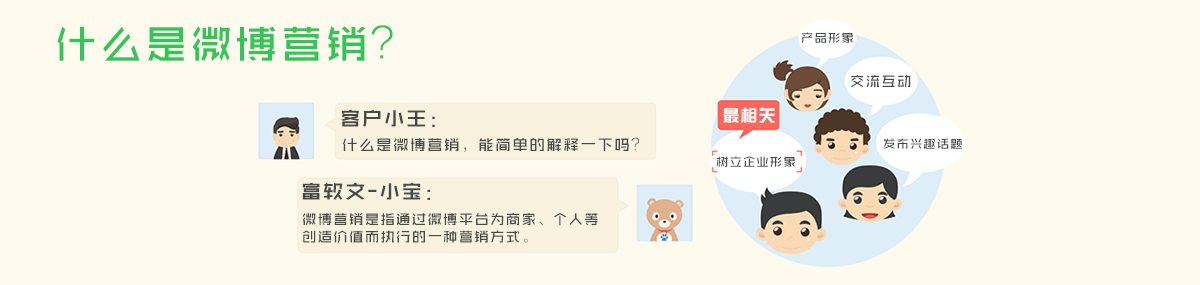 什么是微博营销?
客户小王:
什么是微博营销,能简单的解释一下吗?
富软文-小宝:
微博营销是指通过微博平台为商家、个人等
创造价值而执行的一种营销方式。
产品形象
交流互动
最相关
发布兴趣话题
树立企业形象